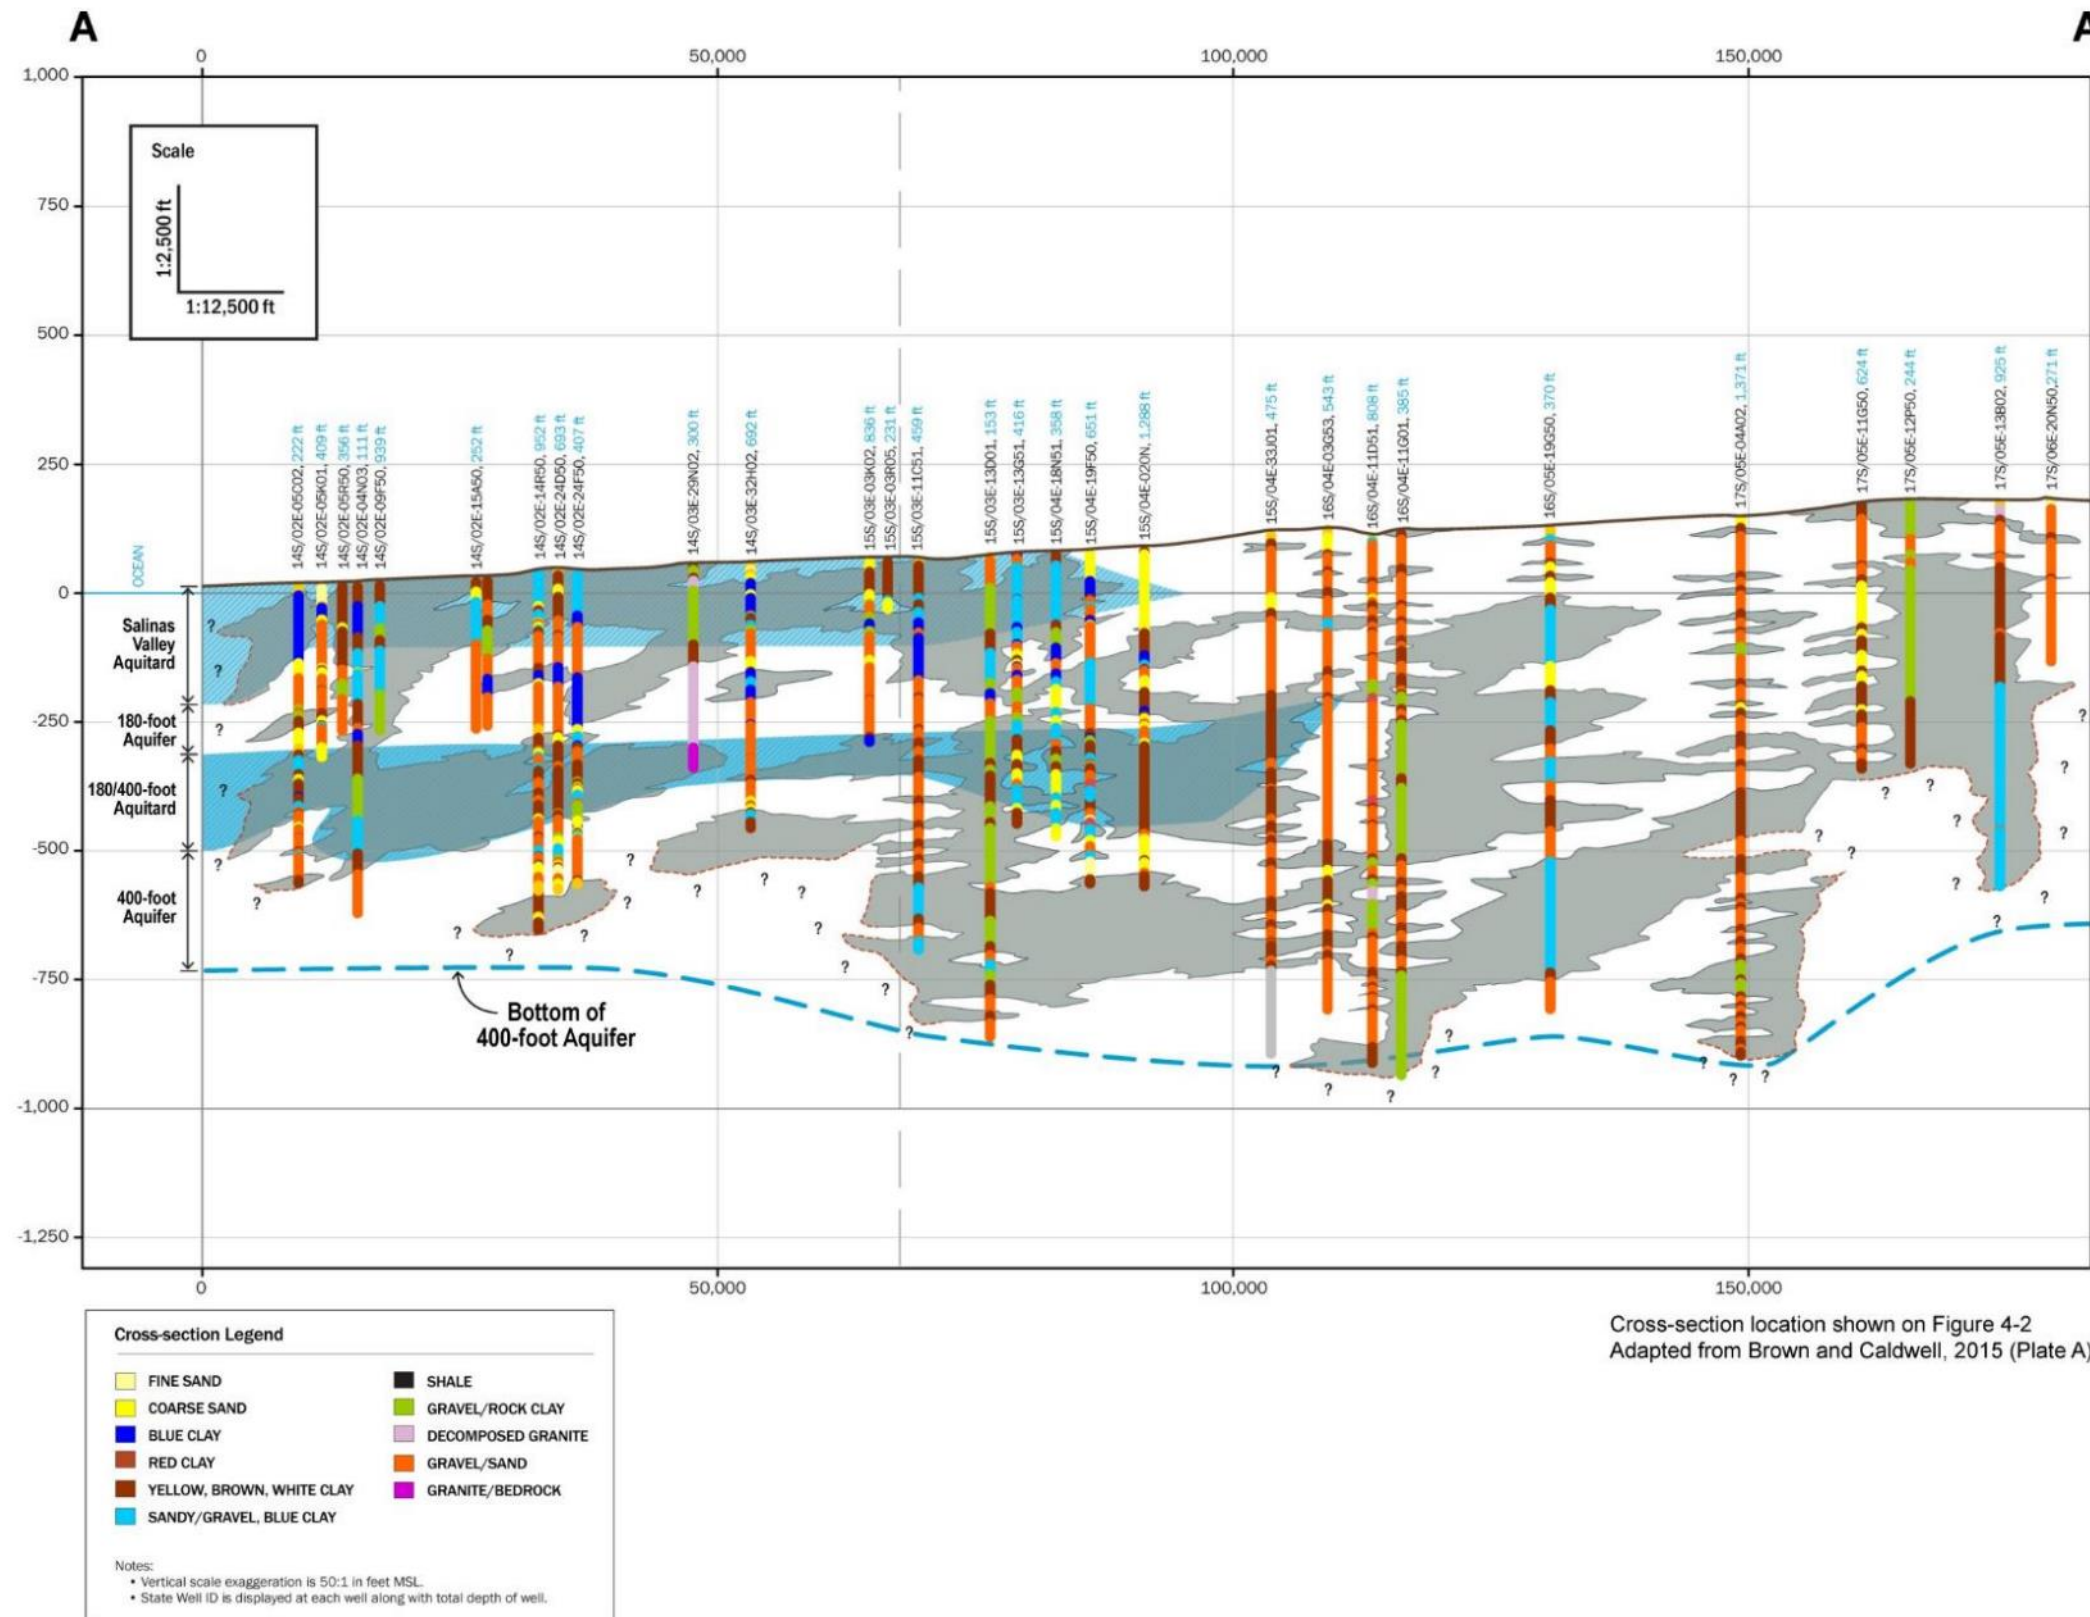 A
A
0
50,000
100,000
150,000
1,000
750
500
250
0
-250
-500
-750
-1,000
-1,250
Scale
1:2,500 ft
1:12,500 ft
OCEAN
14S/02E-05C02, 222 ft
14S/02E-05K01, 409 ft
14S/02E-05R50, 356 ft
14S/02E-04N03, 111 ft
14S/02E-09F50, 939 ft
14S/02E-15A50, 252 ft
14S/02E-14R50, 952 ft
14S/02E-24D50, 693 ft
14S/02E-24F50, 407 ft
14S/03E-29N02, 300 ft
14S/03E-32H02, 692 ft
15S/03E-03K02, 836 ft
15S/03E-03R05, 231 ft
15S/03E-11C51, 459 ft
15S/03E-13D01, 153 ft
15S/03E-13G51, 416 ft
15S/04E-18N51, 358 ft
15S/04E-19F50, 651 ft
15S/04E-020N, 1,288 ft
15S/04E-33J01, 475 ft
16S/04E-03G53, 543 ft
16S/04E-11D51, 808 ft
16S/04E-11G01, 385 ft
16S/05E-19G50, 370 ft
17S/05E-04A02, 1,371 ft
17S/05E-11G50, 624 ft
17S/05E-12P50, 244 ft
17S/05E-13B02, 925 ft
17S/06E-20N50,271 ft
Salinas
Valley
Aquitard
180-foot
Aquifer
180/400-foot
Aquitard
400-foot
Aquifer
Bottom of
400-foot Aquifer
0
50,000
100,000
150,000
Cross-section location shown on Figure 4-2
Adapted from Brown and Caldwell, 2015 (Plate A)
Cross-section Legend
FINE SAND
COARSE SAND
BLUE CLAY
RED CLAY
YELLOW, BROWN, WHITE CLAY
SANDY/GRAVEL, BLUE CLAY
SHALE
GRAVEL/ROCK CLAY
DECOMPOSED GRANITE
GRAVEL/SAND
GRANITE/BEDROCK
Notes:
• Vertical scale exaggeration is 50:1 in feet MSL.
• State Well ID is displayed at each well along with total depth of well.